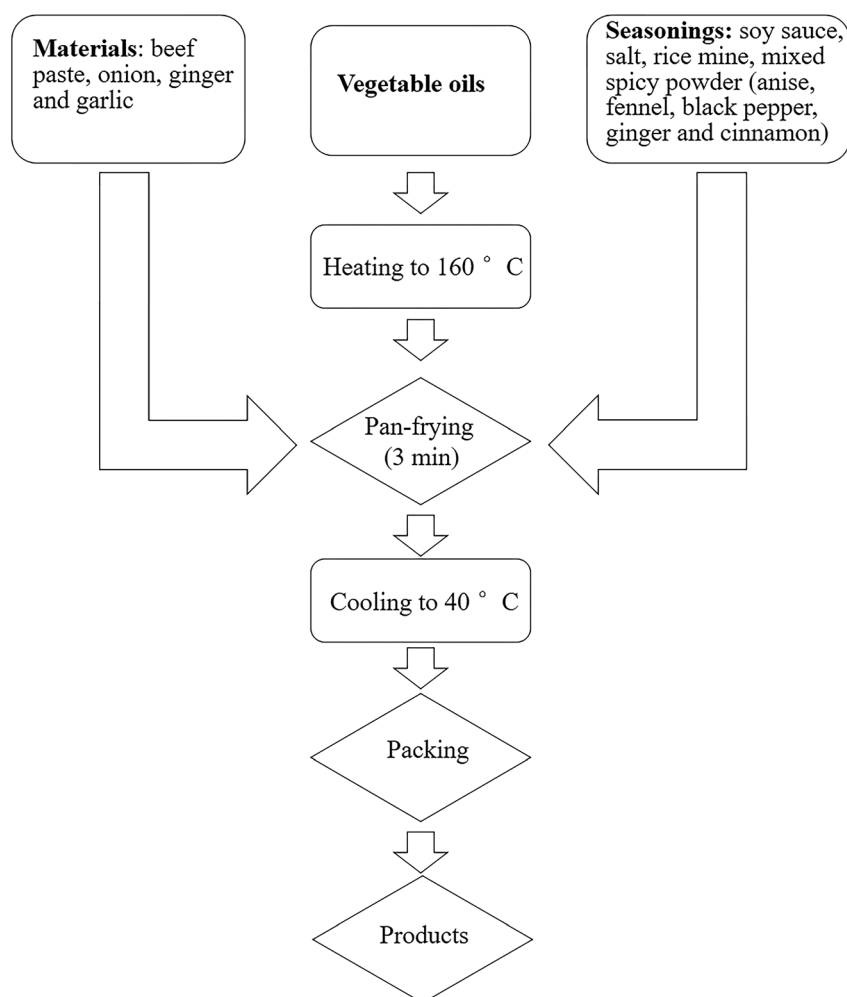 Materials: beef
paste, onion, ginger
and garlic
Vegetable oils
Seasonings: soy sauce,
salt, rice mine, mixed
spicy powder (anise,
fennel, black pepper,
ginger and cinnamon)
Heating to 160 ° C
Pan-frying
(3 min)
Cooling to 40 ° C
Packing
Products